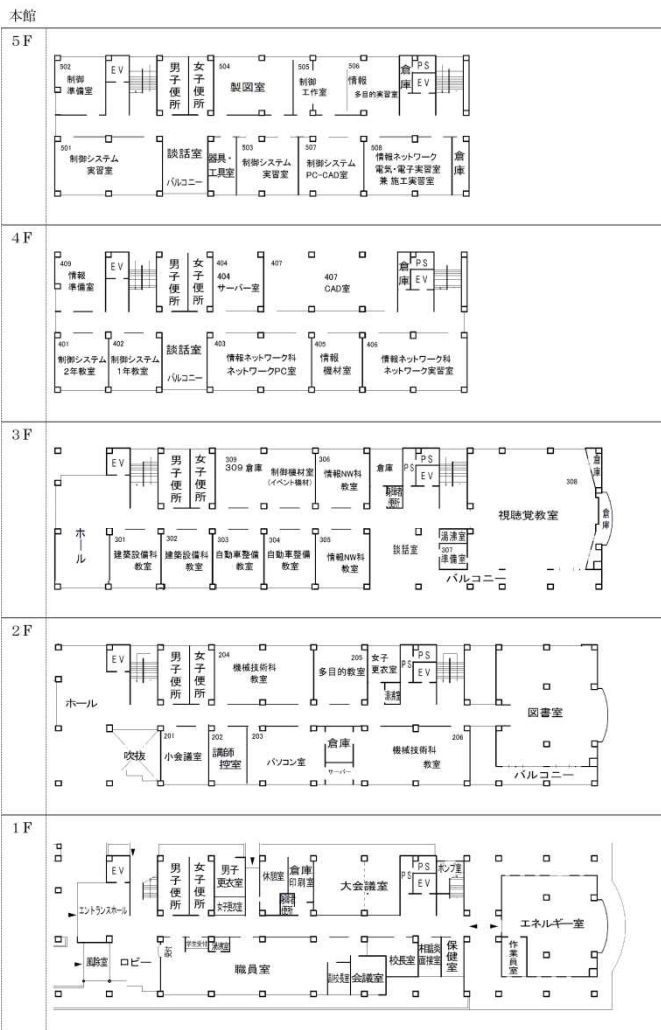 本館
5F
502
制御
準備室
EV
男子便所
女子便所
504
製図室
505
制御
工作室
506
情報
多目的実習室
倉庫
PS
EV
501
制御システム
実習室
談話室
バルコニー
器具・
工具室
503
制御システム
実習室
507
制御システム
PC-CAD室
508
情報ネットワーク
電気・電子実習室
兼 施工実習室
倉庫
4F
409
情報
準備室
EV
男子便所
女子便所
404
404
サーバー室
407
407
CAD室
倉庫
PS
EV
401
制御システム
2年教室
402
制御システム
1年教室
談話室
バルコニー
403
情報ネットワーク科
ネットワークPC室
405
情報
機材室
406
情報ネットワーク科
ネットワーク実習室
3F
EV
男子便所
女子便所
309
309 倉庫
制御機材室
(イベント機材)
306
情報NW科
教室
倉庫
PS
PS
EV
308
視聴覚教室
倉庫
倉庫
ホール
301
建築設備科
教室
302
建築設備科
教室
303
自動車整備
教室
304
自動車整備
教室
305
情報NW科
教室
談話室
湯沸室
307
準備室
バルコニー
2F
EV
男子便所
女子便所
204
機械技術科
教室
205
多目的教室
女子
更衣室
PS
PS
EV
ホール
図書室
吹抜
201
小会議室
202
講師
控室
203
パソコン室
倉庫
サーバー
機械技術科
教室
206
バルコニー
1F
EV
男子便所
女子便所
男子
更衣室
女子更衣室
休憩室
倉庫
印刷室
大会議室
PS
PS
EV
ポンプ室
エントランスホール
エネルギー室
風除室
ロビー
学生受付
職員室
副校長室
会議室
校長室
相談兼
面接室
保健室
作業員室